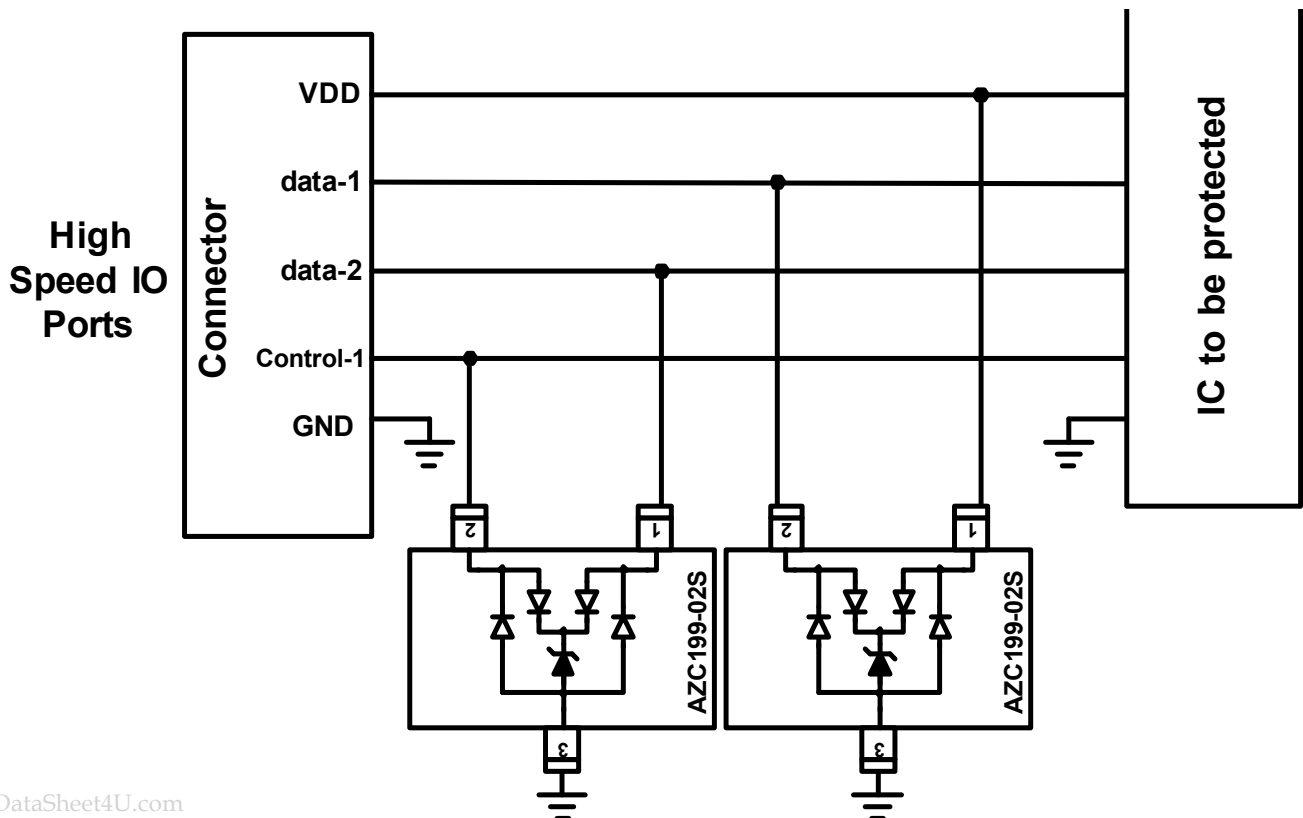 High
Speed IO
Ports
Connector
VDD
data-1
data-2
Control-1
GND
IC to be protected
2
1
AZC199-02S
3
2
1
AZC199-02S
3
DataSheet4U.com